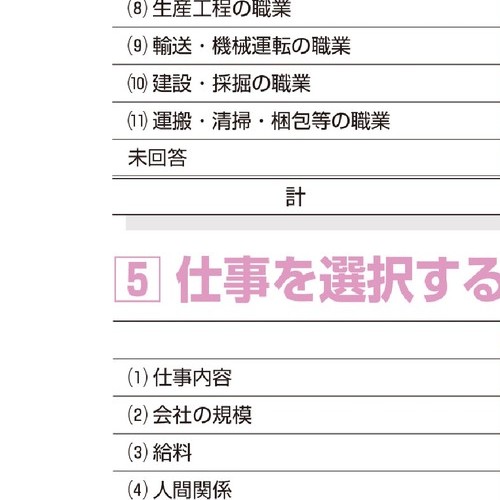 (8) 生産工程の職業
(9) 輸送・機械運転の職業
(10) 建設・採掘の職業
(11) 運搬・清掃・梱包等の職業
未回答
計
5 仕事を選択する
(1) 仕事内容
(2) 会社の規模
(3) 給料
(4) 人間関係